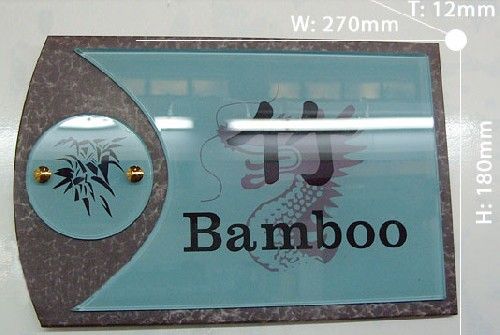 T: 12mm
W: 270mm
H: 180mm
竹
Bamboo